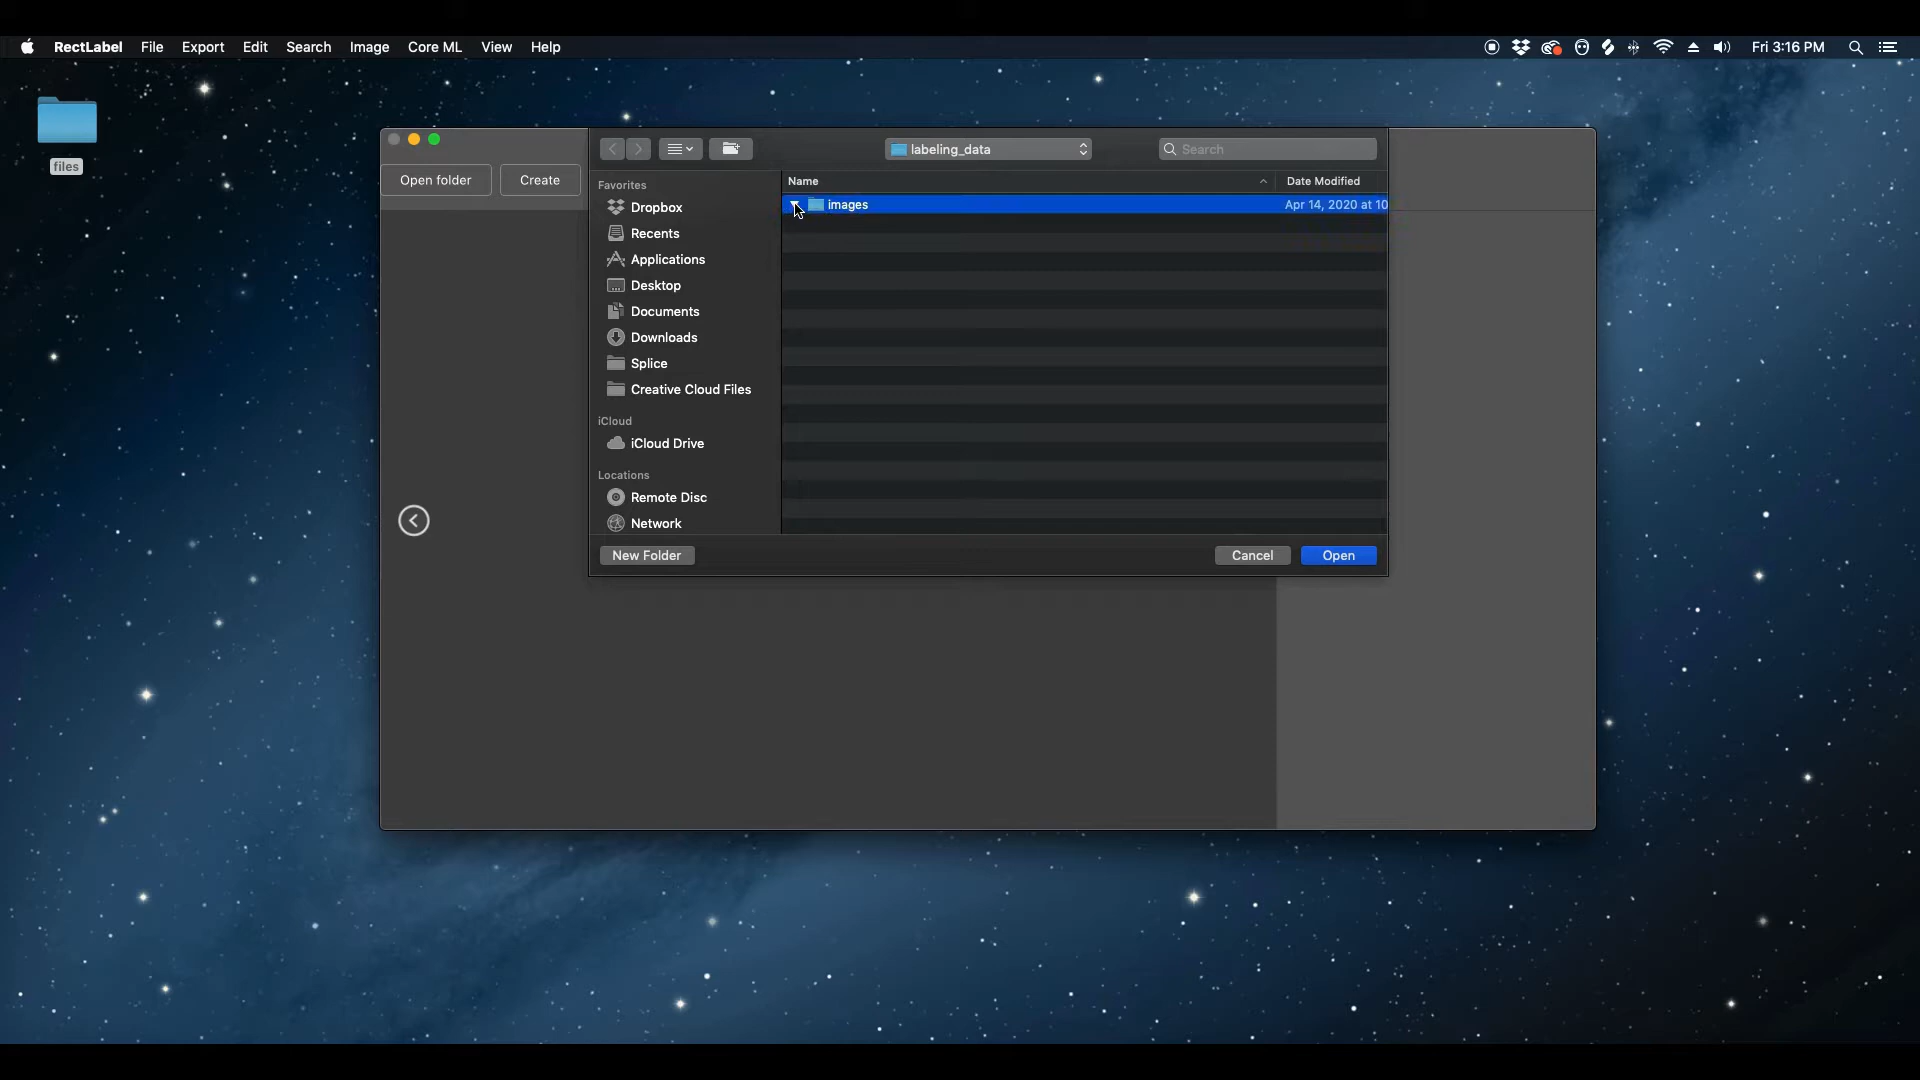 RectLabel File Export Edit Search Image Core ML View Help Fri 3:16 PM
files
labeling_data Search
Open folder Create
Favorites
Dropbox
Recents
Applications
Desktop
Documents
Downloads
Splice
Creative Cloud Files
iCloud
iCloud Drive
Locations
Remote Disc
Network
Name Date Modified
images Apr 14, 2020 at 10
New Folder Cancel Open